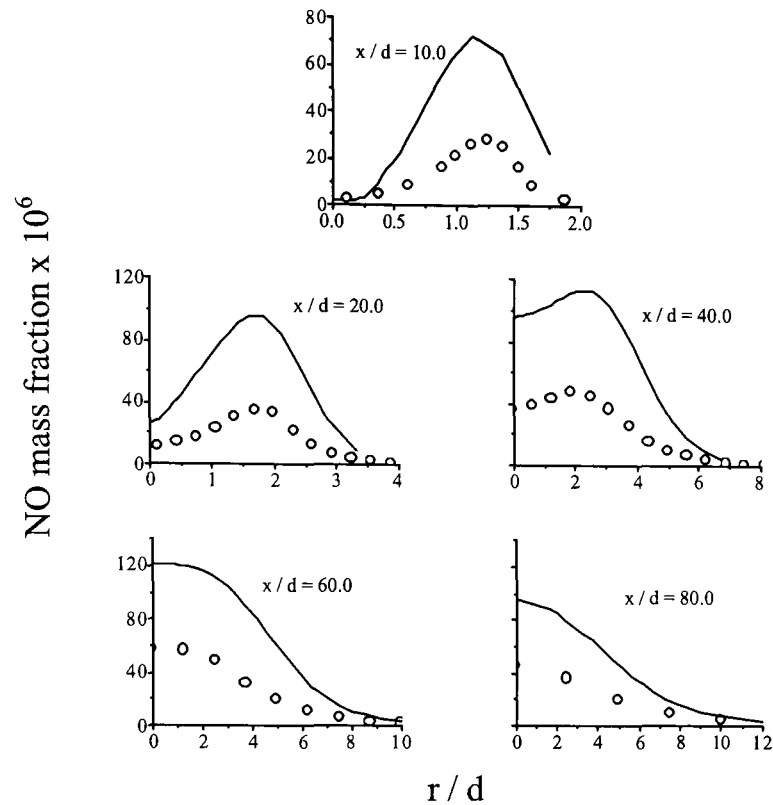 NO mass fraction x 10⁶
80
60
40
20
0
x / d = 10.0
0.0 0.5 1.0 1.5 2.0
120
80
40
0
x / d = 20.0
0 1 2 3 4
x / d = 40.0
0 2 4 6 8
120
80
40
0
x / d = 60.0
0 2 4 6 8 10
x / d = 80.0
0 2 4 6 8 10 12
r / d